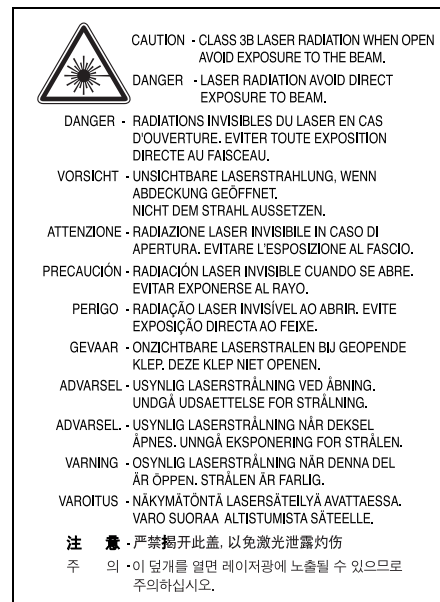 CAUTION - CLASS 3B LASER RADIATION WHEN OPEN
AVOID EXPOSURE TO THE BEAM.
DANGER - LASER RADIATION AVOID DIRECT
EXPOSURE TO BEAM.
DANGER - RADIATIONS INVISIBLES DU LASER EN CAS
D'OUVERTURE. EVITER TOUTE EXPOSITION
DIRECTE AU FAISCEAU.
VORSICHT - UNSICHTBARE LASERSTRAHLUNG, WENN
ABDECKUNG GEÖFFNET.
NICHT DEM STRAHL AUSSETZEN.
ATTENZIONE - RADIAZIONE LASER INVISIBILE IN CASO DI
APERTURA. EVITARE L'ESPOSIZIONE AL FASCIO.
PRECAUCIÓN - RADIACIÓN LASER INVISIBLE CUANDO SE ABRE.
EVITAR EXPONERSE AL RAYO.
PERIGO - RADIAÇÃO LASER INVISÍVEL AO ABRIR. EVITE
EXPOSIÇÃO DIRECTA AO FEIXE.
GEVAAR - ONZICHTBARE LASERSTRALEN BIJ GEOPENDE
KLEP. DEZE KLEP NIET OPENEN.
ADVARSEL - USYNLIG LASERSTRÅLNING VED ÅBNING.
UNDGÅ UDSAETTELSE FOR STRÅLNING.
ADVARSEL. - USYNLIG LASERSTRÅLNING NÅR DEKSEL
ÅPNES. UNNGÅ EKSPONERING FOR STRÅLEN.
VARNING - OSYNLIG LASERSTRÅLNING NÄR DENNA DEL
ÄR ÖPPEN. STRÅLEN ÄR FARLIG.
VAROITUS - NÄKYMÄTÖNTÄ LASERSÄTEILYÄ AVATTAESSA.
VARO SUORAA ALTISTUMISTA SÄTEELLE.
注 意 - 严禁揭开此盖, 以免激光泄露灼伤
주 의 - 이 덮개를 열면 레이저광에 노출될 수 있으므로
주의하십시오.